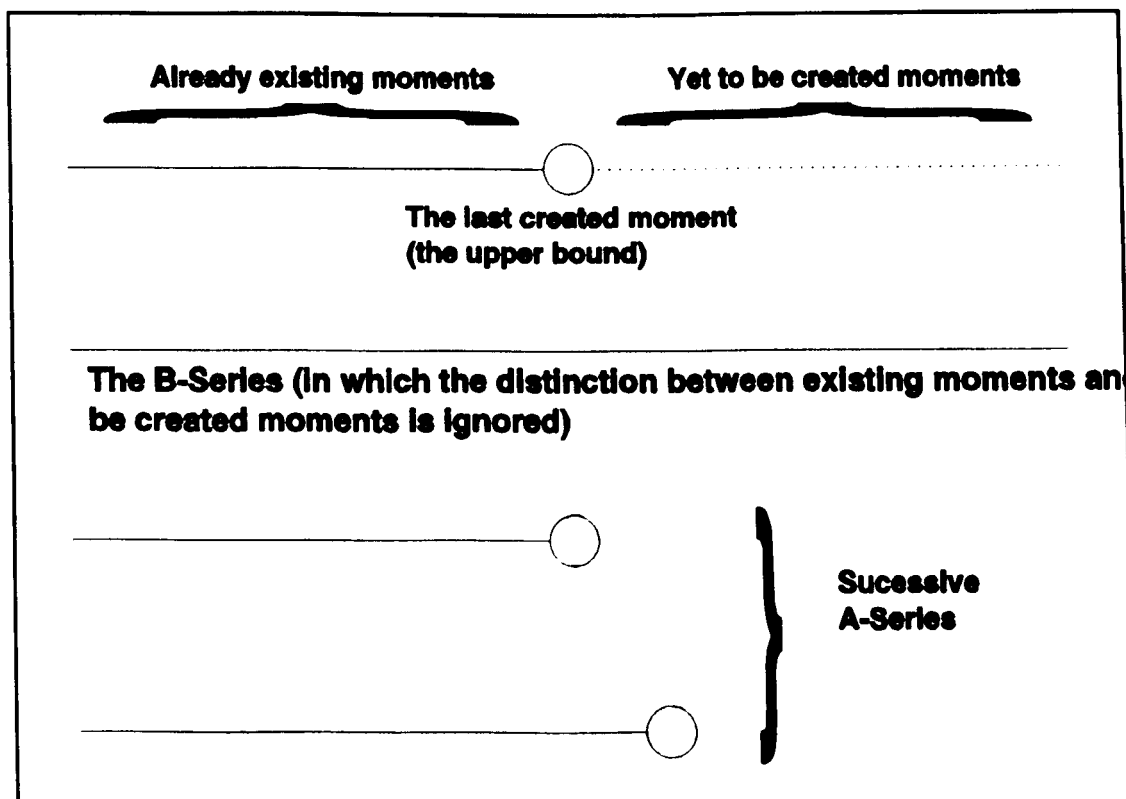 Already existing moments
Yet to be created moments
The last created moment
(the upper bound)
The B-Series (in which the distinction between existing moments an
be created moments is ignored)
Sucessive
A-Series